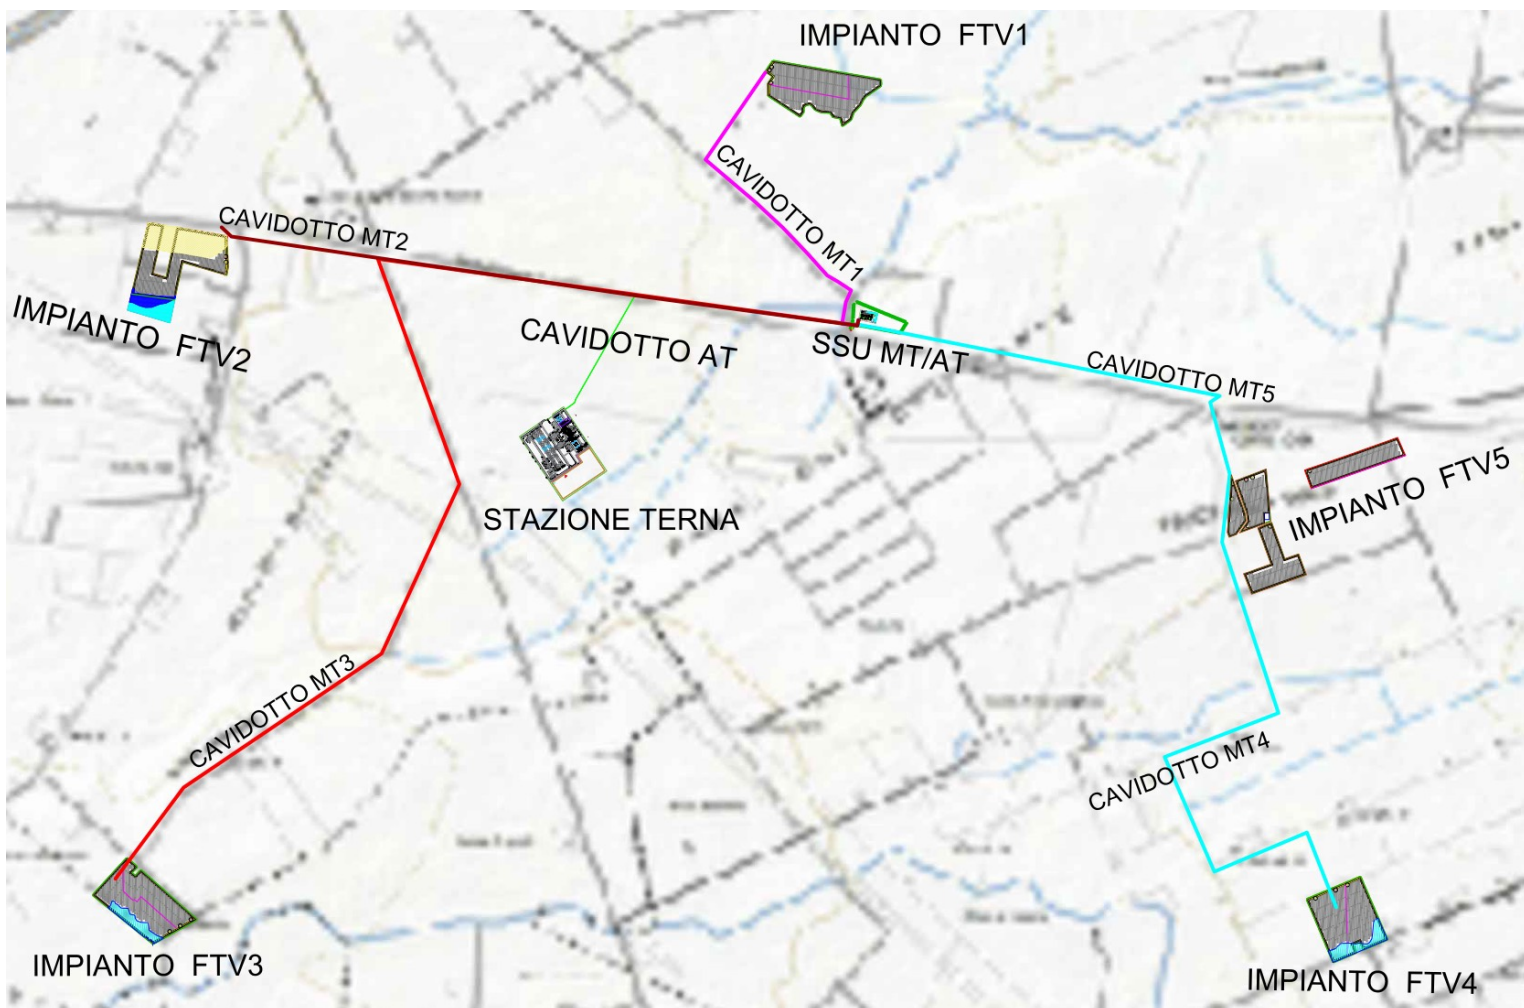 IMPIANTO FTV1
CAVIDOTTO MT1
CAVIDOTTO MT2
IMPIANTO FTV2
CAVIDOTTO AT
SSU MT/AT
CAVIDOTTO MT5
IMPIANTO FTV5
STAZIONE TERNA
CAVIDOTTO MT3
CAVIDOTTO MT4
IMPIANTO FTV3
IMPIANTO FTV4